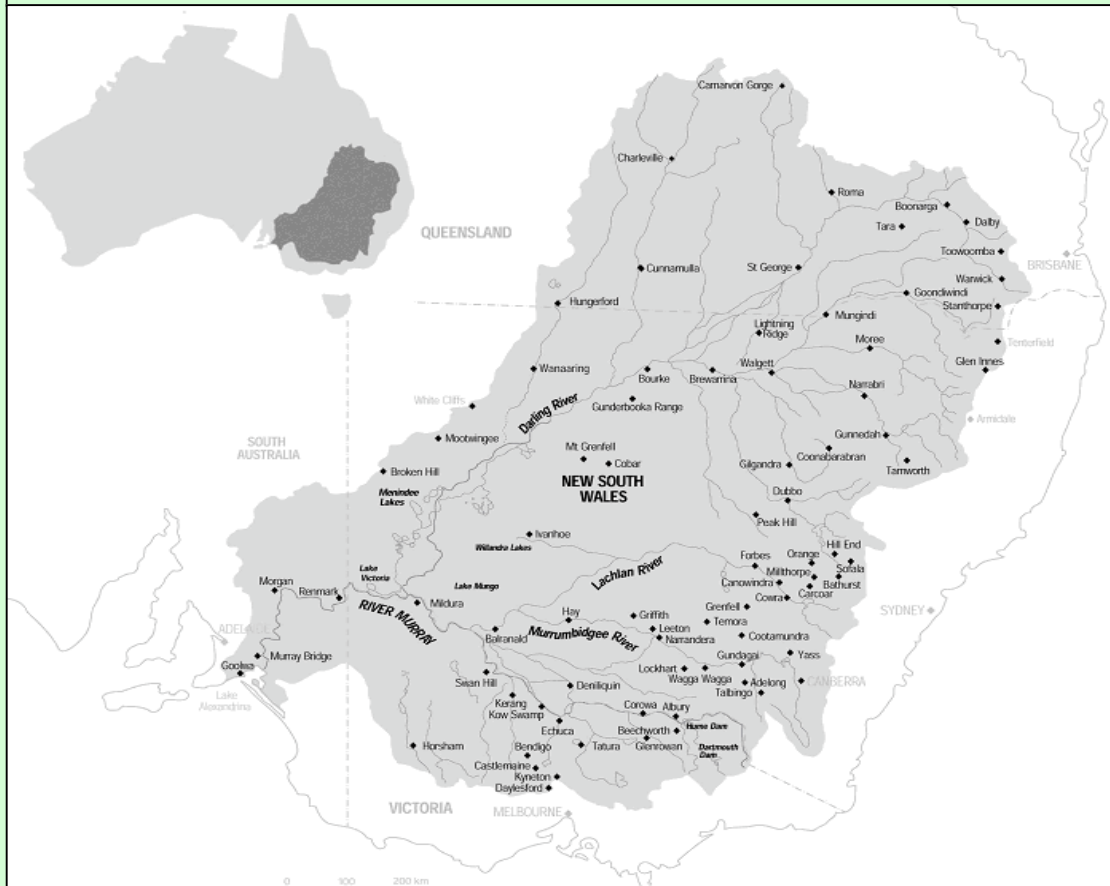 Carnarvon Gorge
Charleville
Roma
Boonarga
Dalby
Tara
QUEENSLAND
Toowoomba
BRISBANE
Cunnamulla
St George
Warwick
Goondiwindi
Stanthorpe
Hungerford
Mungindi
Lightning
Ridge
Moree
Tenterfield
Glen Innes
Walgett
Wanaaring
Bourke
Brewarrina
Narrabri
White Cliffs
Darling River
Gunderbooka Range
Armidale
Mootwingee
Gunnedah
SOUTH
AUSTRALIA
Mt Grenfell
Coonabarabran
Cobar
Gilgandra
Tamworth
Broken Hill
NEW SOUTH
WALES
Menindee
Lakes
Dubbo
Peak Hill
Ivanhoe
Willandra Lakes
Hill End
Forbes
Orange
Sofala
Lake
Victoria
Lachlan River
Millthorpe
Morgan
Renmark
Lake Mungo
Canowindra
Bathurst
Carcoar
Cowra
Mildura
RIVER MURRAY
Hay
Grenfell
SYDNEY
Griffith
Temora
ADELAIDE
Balranald
Murrumbidgee River
Leeton
Narrandera
Cootamundra
Murray Bridge
Goolwa
Gundagai
Yass
Lockhart
Wagga Wagga
Swan Hill
Deniliquin
Adelong
CANBERRA
Talbingo
Lake
Alexandrina
Kerang
Kow Swamp
Corowa
Albury
Echuca
Beechworth
Hume Dam
Horsham
Bendigo
Tatura
Glenrowan
Dartmouth
Dam
Castlemaine
Kyneton
Daylesford
VICTORIA
MELBOURNE
0 100 200 km